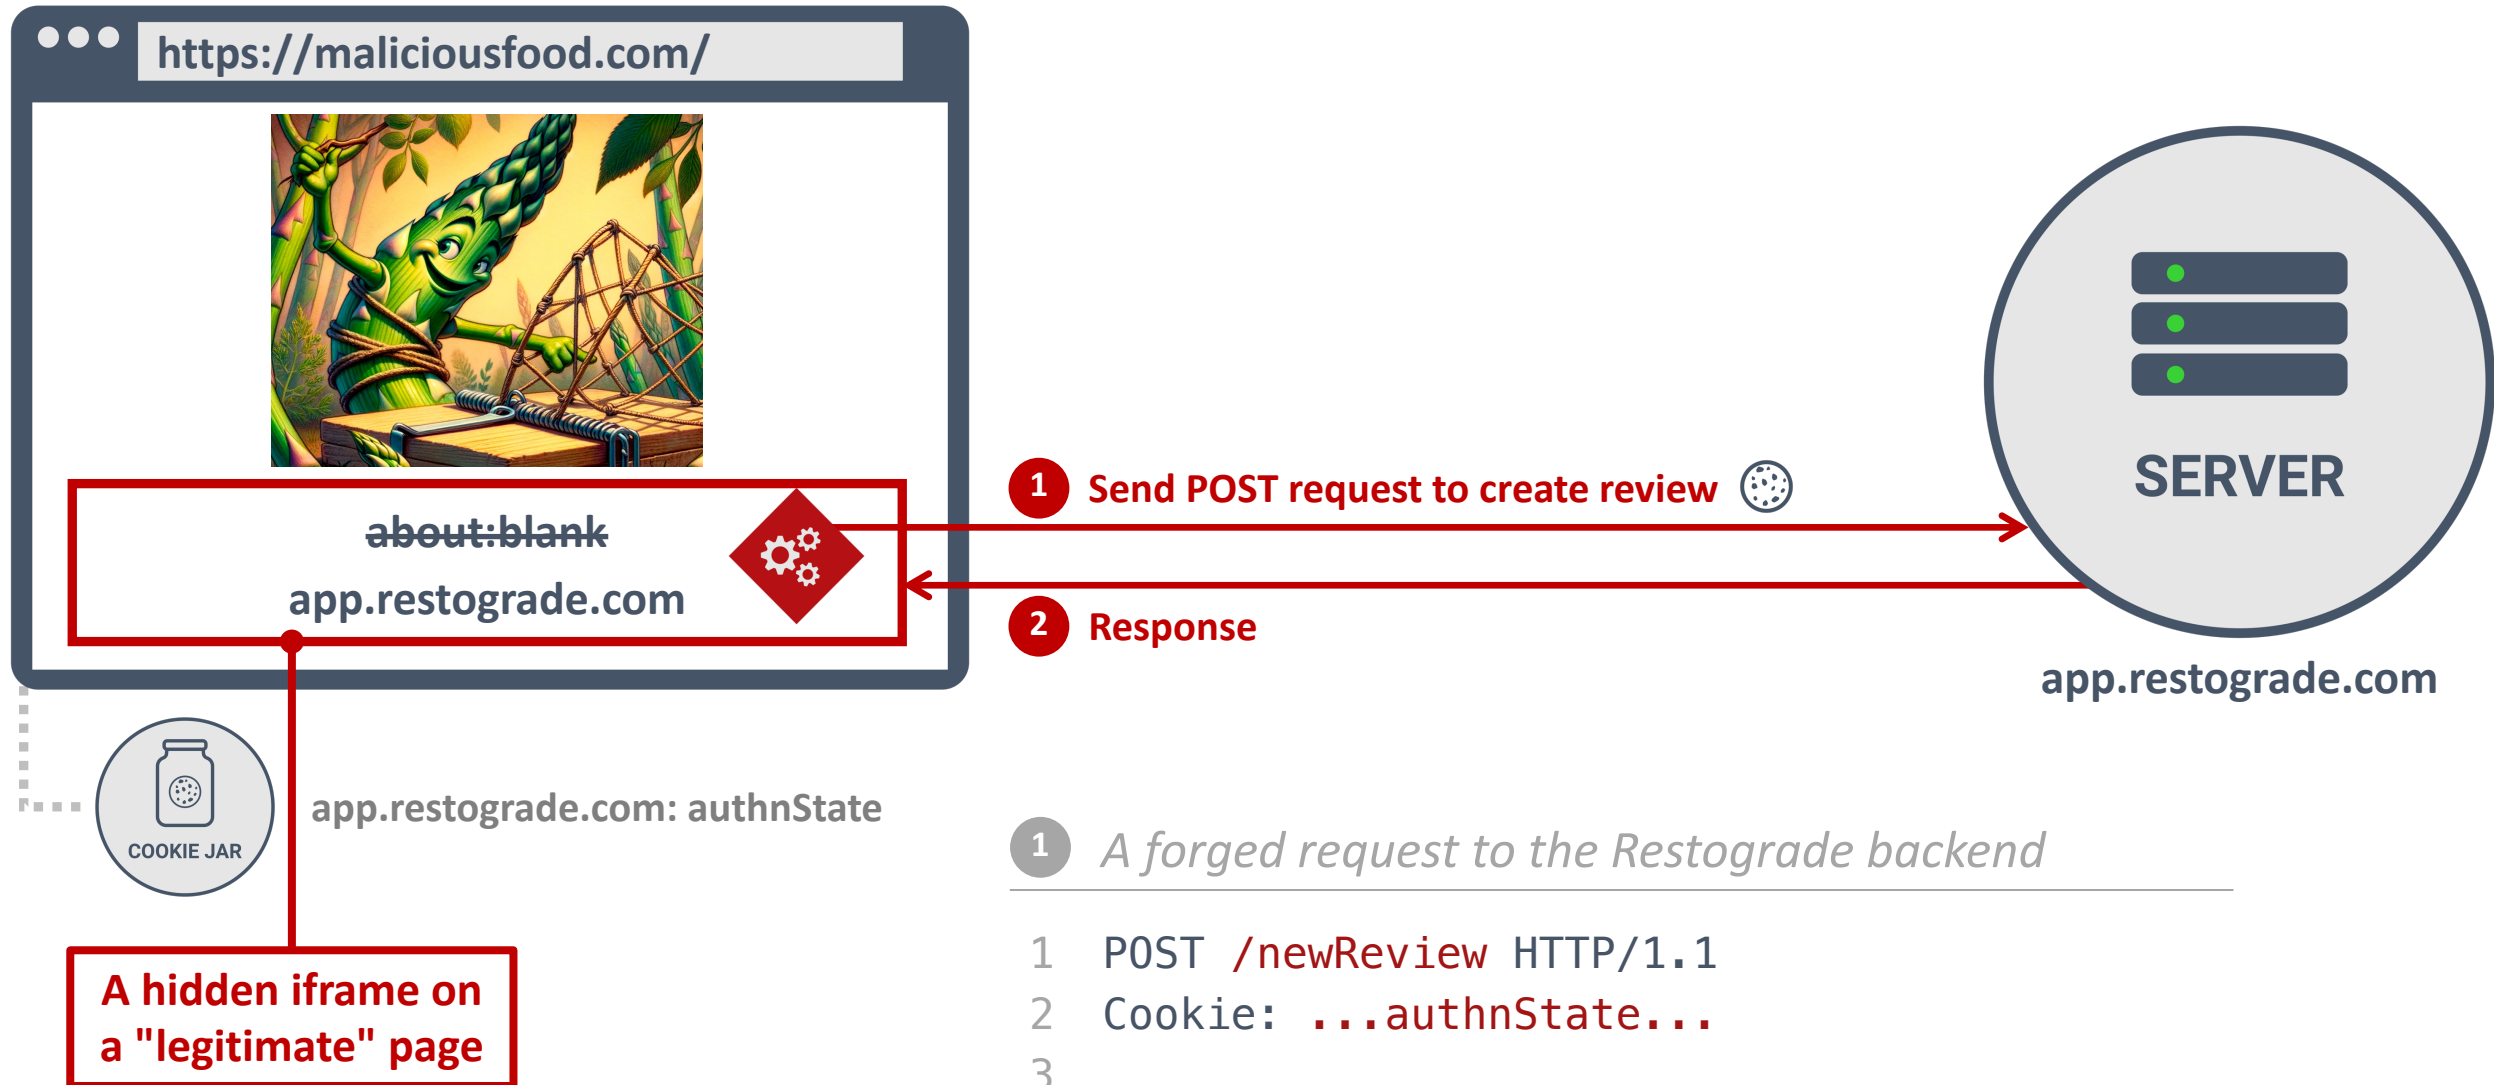 https://maliciousfood.com/
about:blank
app.restograde.com
1 Send POST request to create review
2 Response
SERVER
app.restograde.com
COOKIE JAR
app.restograde.com: authnState
A hidden iframe on
a "legitimate" page
1 A forged request to the Restograde backend
1 POST /newReview HTTP/1.1
2 Cookie: ...authnState...
3